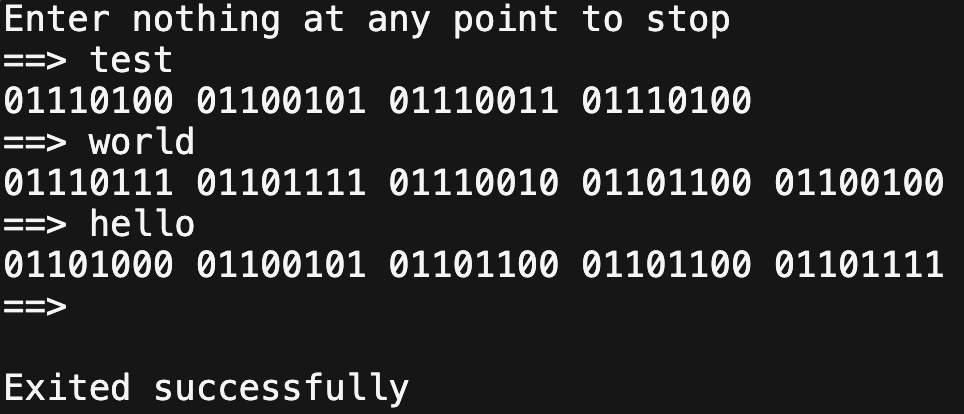 Enter nothing at any point to stop
==> test
01110100 01100101 01110011 01110100
==> world
01110111 01101111 01110010 01101100 01100100
==> hello
01101000 01100101 01101100 01101100 01101111
==>
Exited successfully